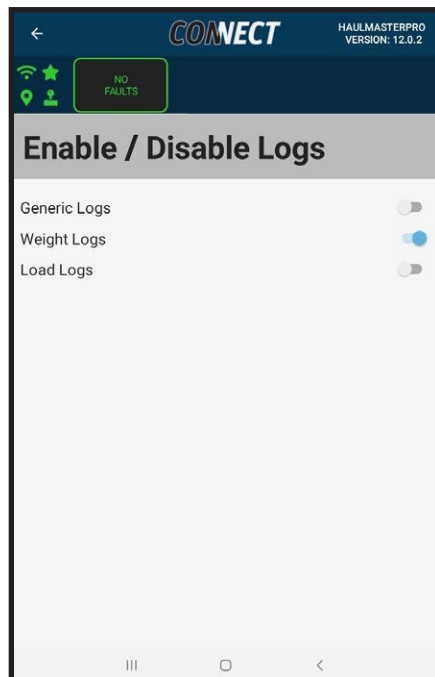 CONNECT
HAULMASTERPRO
VERSION: 12.0.2
NO
FAULTS
Enable / Disable Logs
Generic Logs
Weight Logs
Load Logs